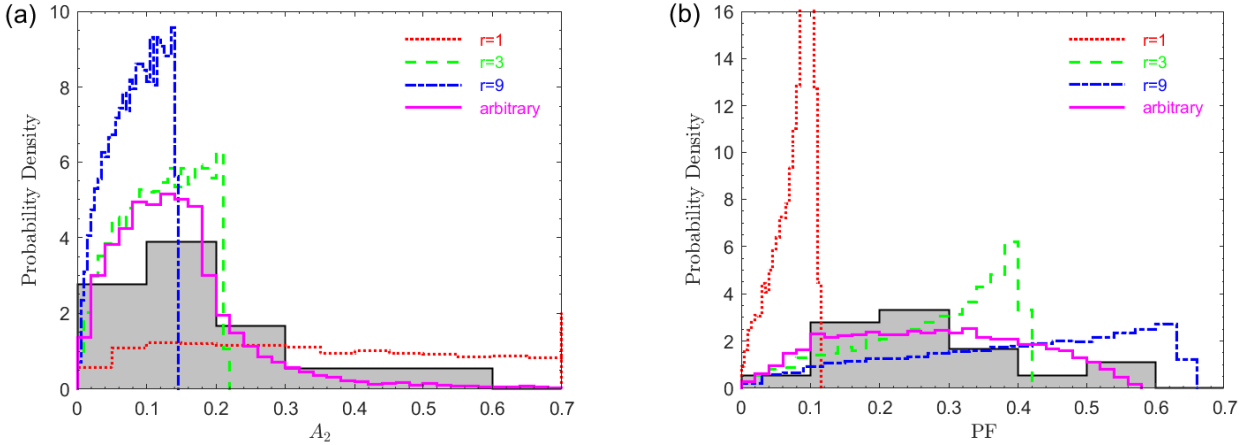 (a)
Probability Density
10
8
6
4
2
0
0
0.1
0.2
0.3
0.4
0.5
0.6
0.7
A2
r=1
r=3
r=9
arbitrary
(b)
Probability Density
16
14
12
10
8
6
4
2
0
0
0.1
0.2
0.3
0.4
0.5
0.6
0.7
PF
r=1
r=3
r=9
arbitrary